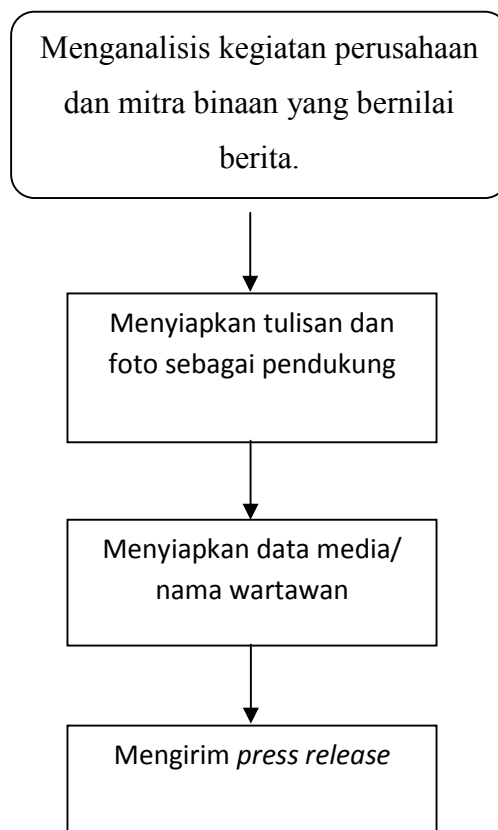 Menganalisis kegiatan perusahaan
dan mitra binaan yang bernilai
berita.
Menyiapkan tulisan dan
foto sebagai pendukung
Menyiapkan data media/
nama wartawan
Mengirim press release